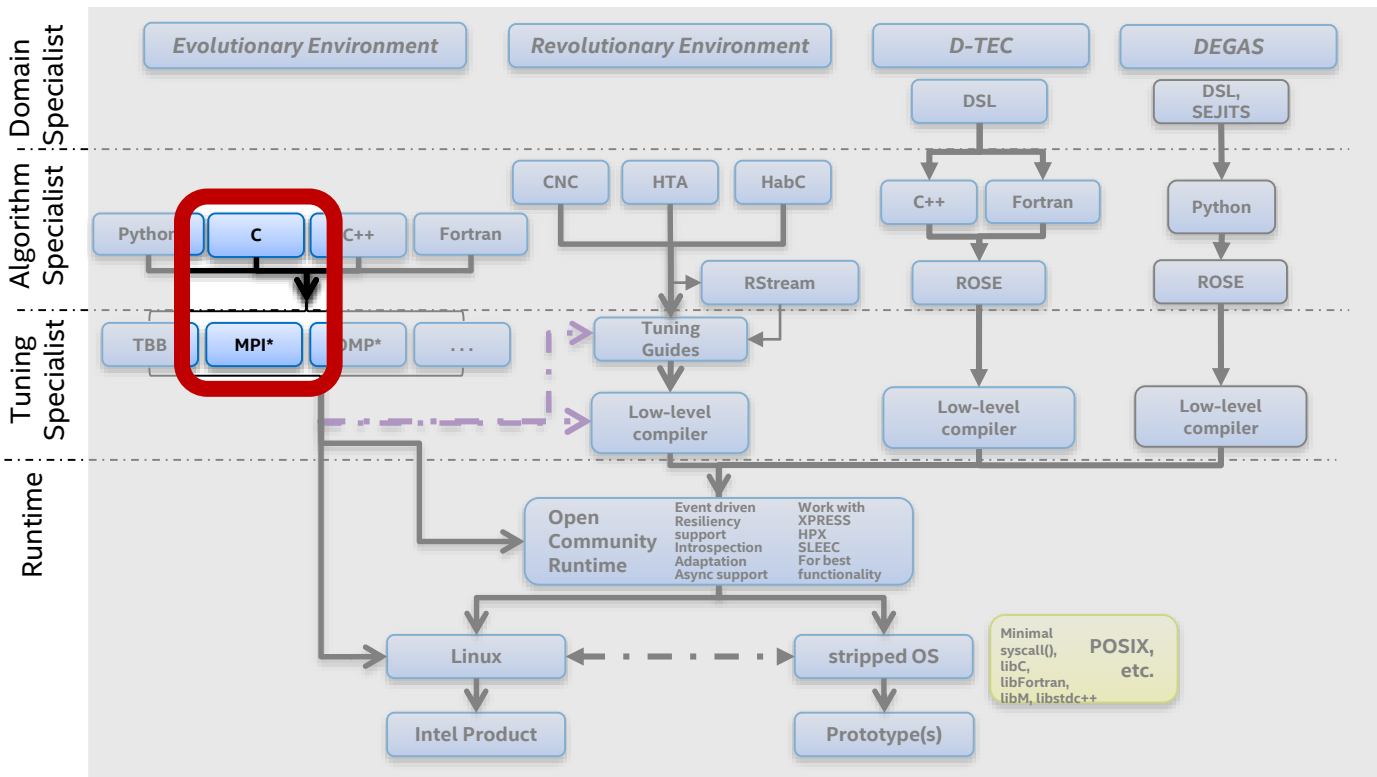 Evolutionary Environment
Revolutionary Environment
D-TEC
DEGAS
Domain
Specialist
DSL
DSL,
SEJITS
Algorithm
Specialist
CNC
HTA
HabC
C++
Fortran
Python
Python
C
C++
Fortran
RStream
ROSE
ROSE
Tuning
Specialist
TBB
MPI*
OMP*
...
Tuning
Guides
Low-level
compiler
Low-level
compiler
Low-level
compiler
Runtime
Open
Community
Runtime
Event driven
Resiliency
support
Introspection
Adaptation
Async support
Work with
XPRESS
HPX
SLEEC
For best
functionality
Linux
stripped OS
Minimal
syscall(),
libC,
libFortran,
libM, libstdc++
POSIX,
etc.
Intel Product
Prototype(s)